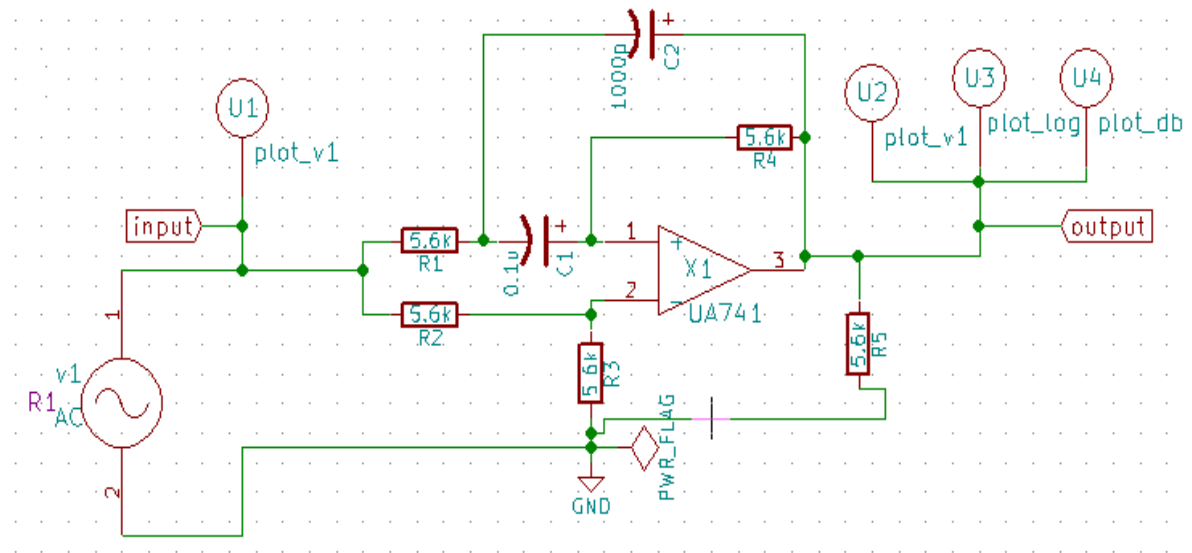 1000p
+
C2
U1
plot_v1
U2
plot_v1
U3
plot_log
U4
plot_db
5.6k
R4
input
output
5.6k
R1
0.1u
+
C1
1
+
X1
3
2
-
UA741
5.6k
R2
5.6k
R3
5.6k
R5
1
v1
R1
AC
2
PWR_FLAG
GND